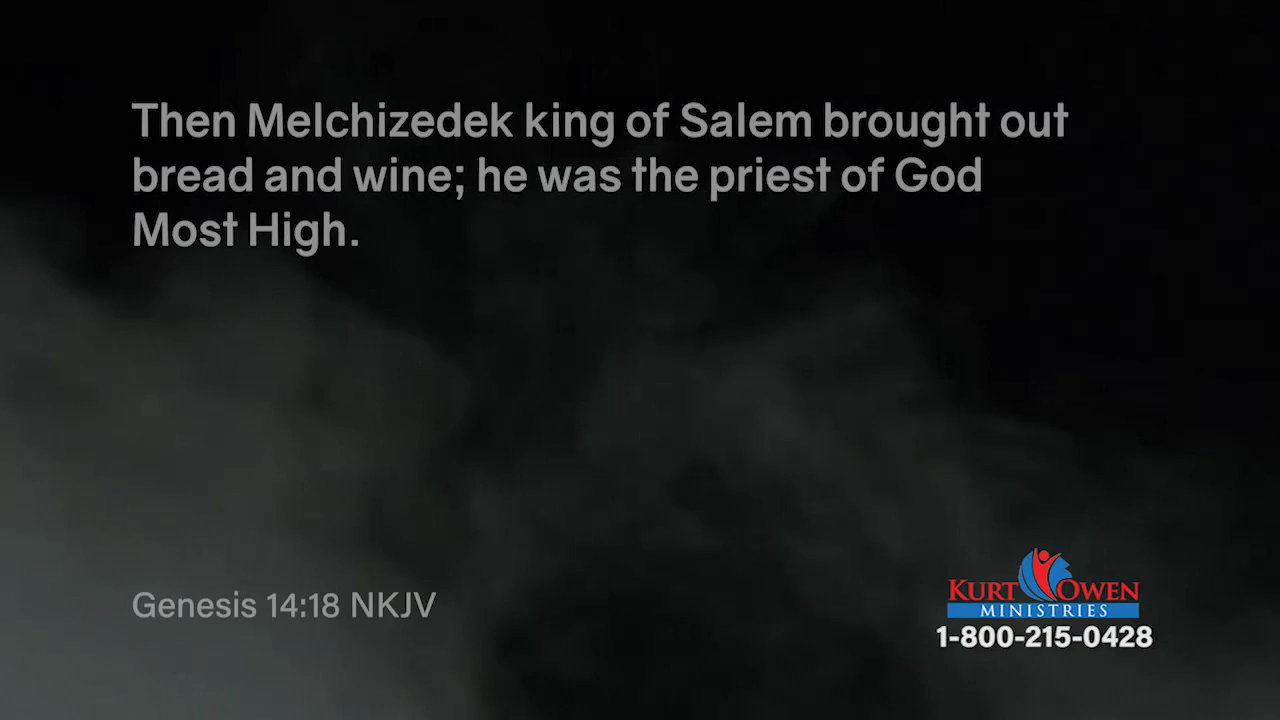 Then Melchizedek king of Salem brought out
bread and wine; he was the priest of God
Most High.
Genesis 14:18 NKJV
KURT OWEN
MINISTRIES
1-800-215-0428